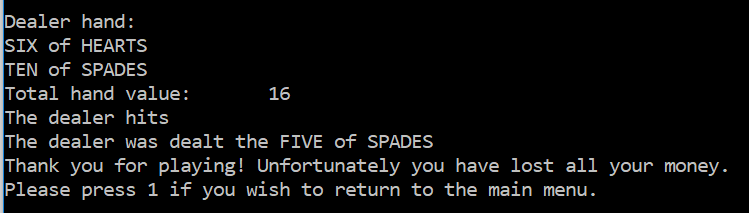 Dealer hand:
SIX of HEARTS
TEN of SPADES
Total hand value:       16
The dealer hits
The dealer was dealt the FIVE of SPADES
Thank you for playing! Unfortunately you have lost all your money.
Please press 1 if you wish to return to the main menu.